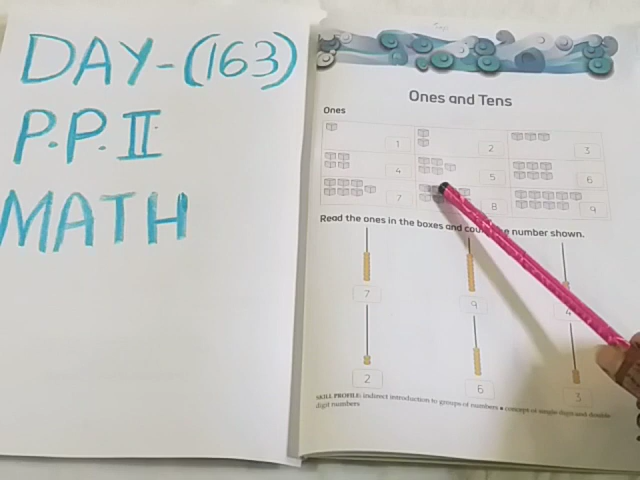 DAY-(163)
P.P.II
MATH
Ones and Tens
Ones
1
2
3
4
5
6
7
8
9
Read the ones in the boxes and cou the number shown.
7
9
4
2
6
3
SKILL PROFILE: indirect introduction to groups of numbers • concept of single digit and double
digit numbers